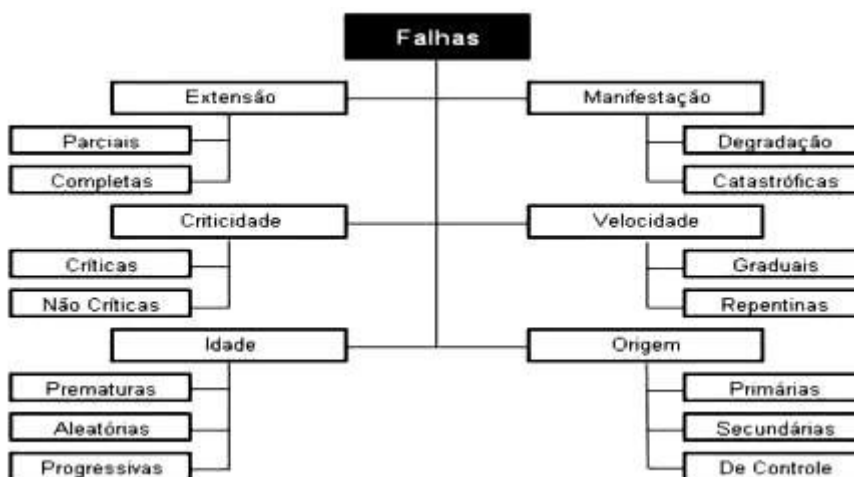 Falhas
Extensão
Manifestação
Parciais
Degradação
Completas
Catastróficas
Criticidade
Velocidade
Críticas
Graduais
Não Críticas
Repentinas
Idade
Origem
Prematuras
Primárias
Aleatórias
Secundárias
Progressivas
De Controle